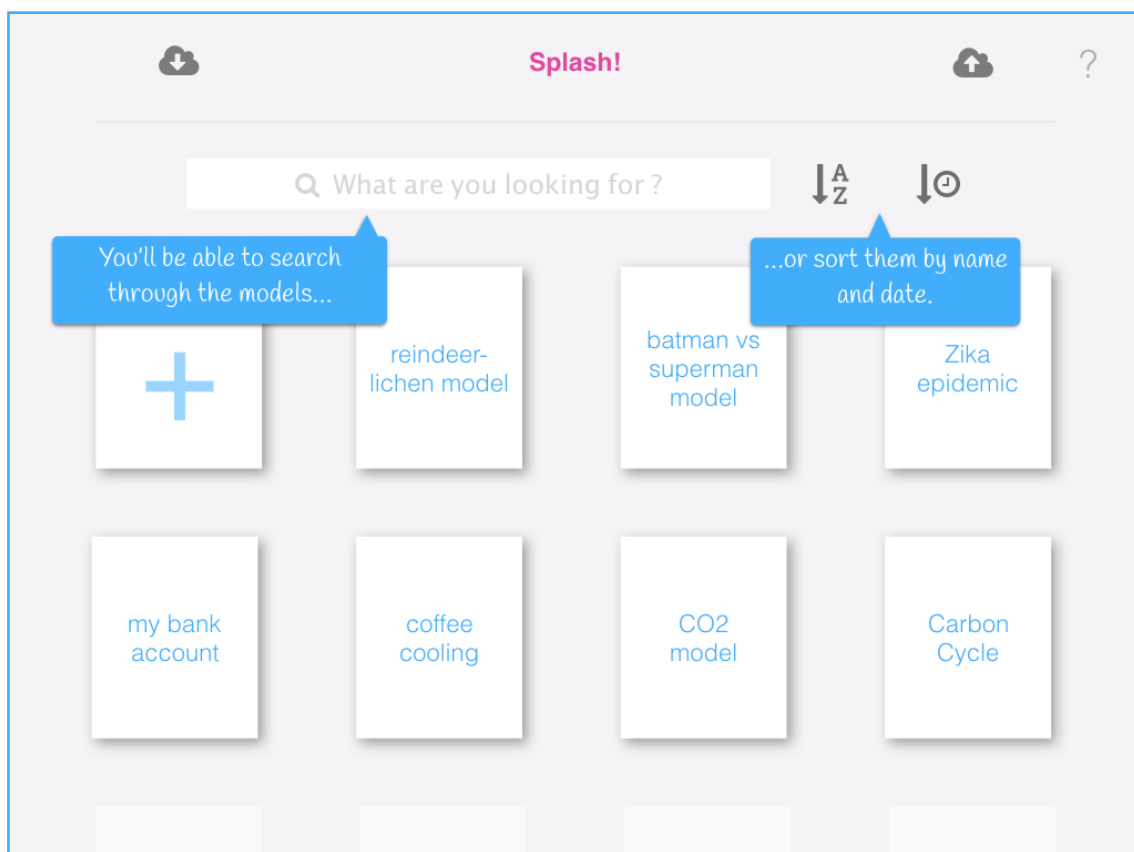 Splash!
?
What are you looking for ?
A
Z
You'll be able to search
through the models...
...or sort them by name
and date.
reindeer-
lichen model
batman vs
superman
model
Zika
epidemic
my bank
account
coffee
cooling
CO2
model
Carbon
Cycle